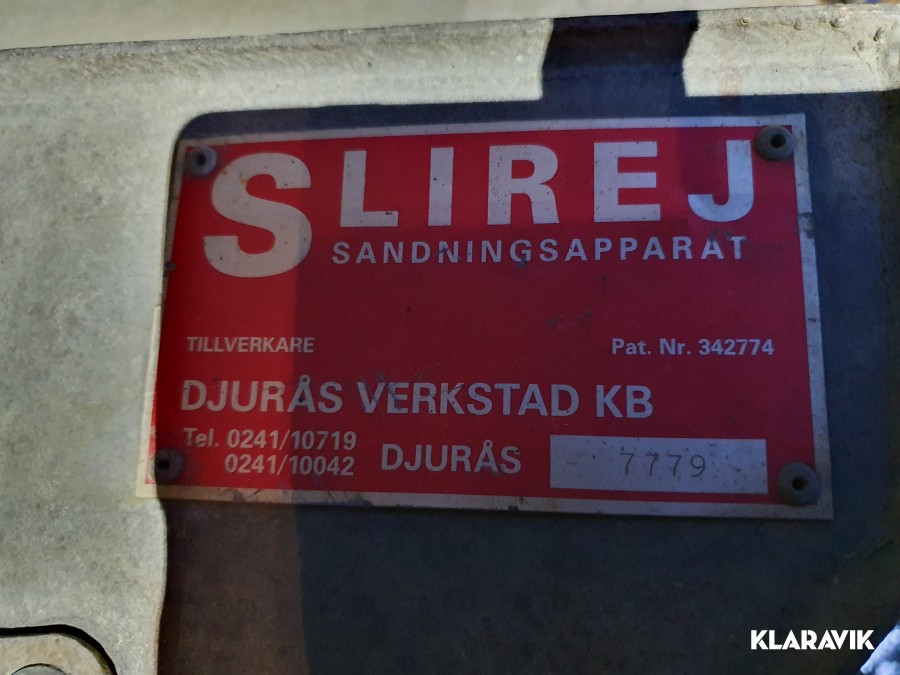 SLIREJ
SANDNINGSAPPARAT
TILLVERKARE Pat. Nr. 342774
DJURÅS VERKSTAD KB
Tel. 0241/10719
0241/10042 DJURÅS 7779
KLARAVIK